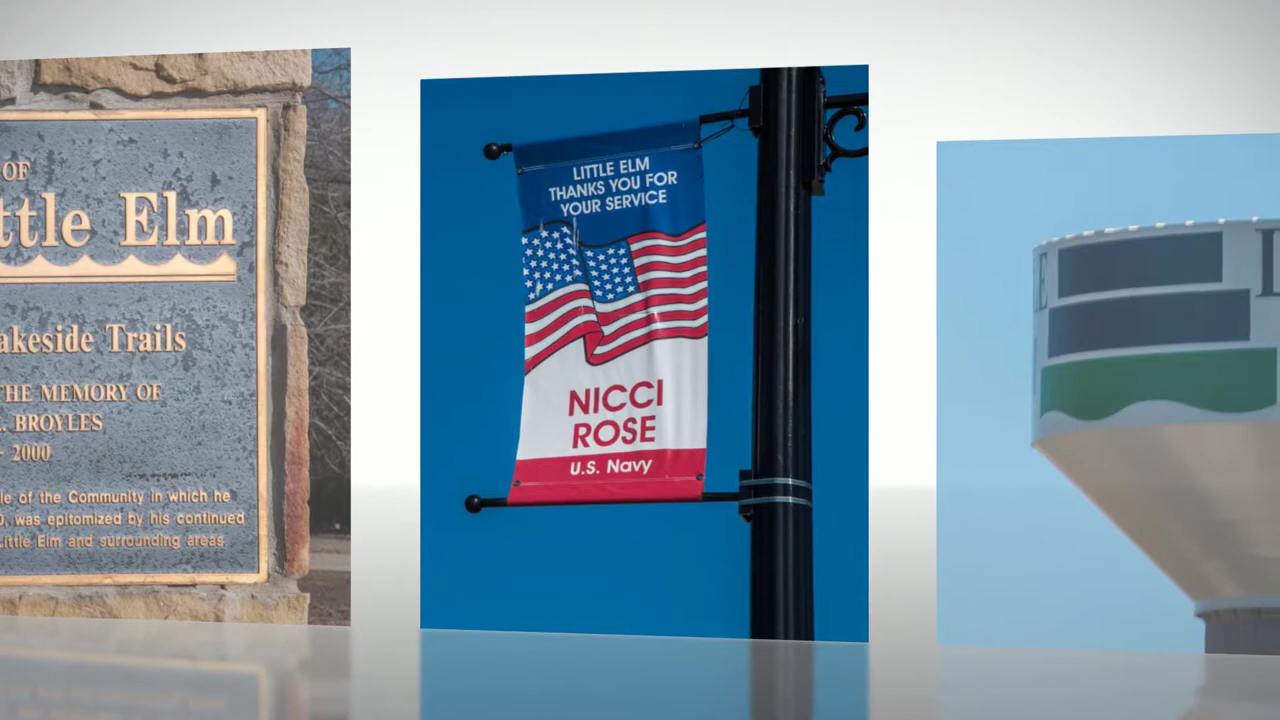 OF
ttle Elm
akeside Trails
THE MEMORY OF
. BROYLES
- 2000
le of the Community in which he
, was epitomized by his continued
Little Elm and surrounding areas
LITTLE ELM
THANKS YOU FOR
YOUR SERVICE
NICCI
ROSE
U.S. Navy
E